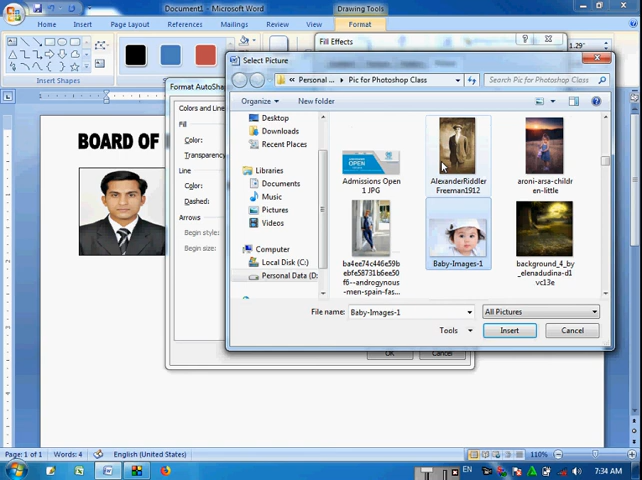 Document1 - Microsoft Word
Drawing Tools
Home
Insert
Page Layout
References
Mailings
Review
View
Format
Insert Shapes
1.29"
Fill Effects
Format AutoSha
Colors and Line
Fill
Color:
Transparency
Line
Color:
Dashed:
Arrows
Begin style:
Begin size:
OK
Cancel
BOARD OF
Select Picture
Personal ...
Pic for Photoshop Class
Search Pic for Photoshop Class
Organize
New folder
Desktop
Downloads
Recent Places
Libraries
Documents
Music
Pictures
Videos
Computer
Local Disk (C:)
Personal Data (D:
Admissions Open
1 JPG
AlexanderRiddler
Freeman1912
aroni-arsa-childr
en-little
ba4ee74c446e59b
ebfe58731b6ee50
f6--androgynous
-men-spain-fas...
Baby-Images-1
background_4_by
_elenadudina-d1
vc13e
File name:
Baby-Images-1
All Pictures
Tools
Insert
Cancel
Page: 1 of 1
Words: 4
English (United States)
110%
EN
7:34 AM